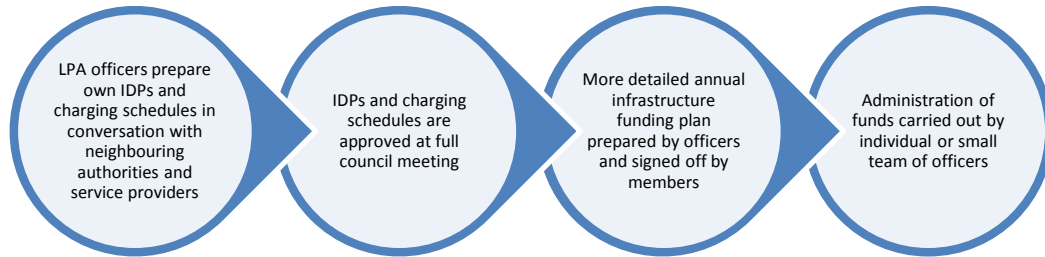 LPA officers prepare
own IDPs and
charging schedules in
conversation with
neighbouring
authorities and
service providers
IDPs and charging
schedules are
approved at full
council meeting
More detailed annual
infrastructure
funding plan
prepared by officers
and signed off by
members
Administration of
funds carried out by
individual or small
team of officers